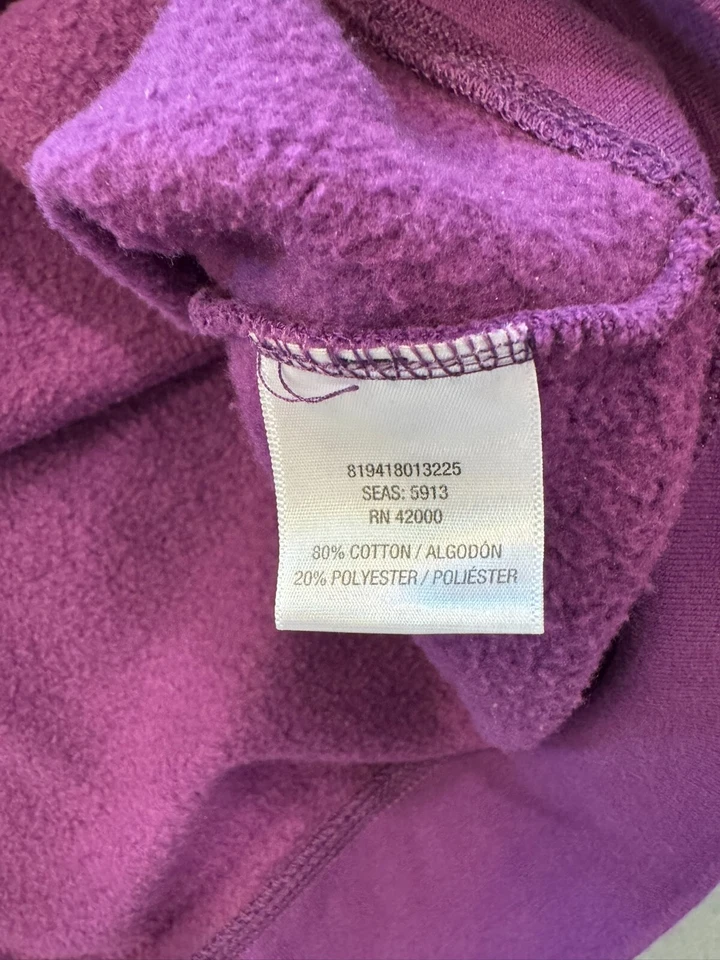 819418013225
SEAS: 5913
RN 42000
80% COTTON / ALGODÓN
20% POLYESTER / POLIÉSTER